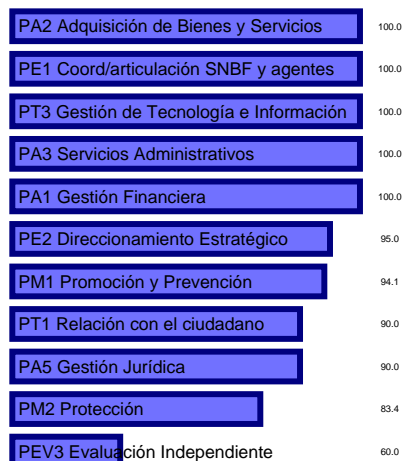 PA2 Adquisición de Bienes y Servicios 100.0
PE1 Coord/articulación SNBF y agentes 100.0
PT3 Gestión de Tecnología e Información 100.0
PA3 Servicios Administrativos 100.0
PA1 Gestión Financiera 100.0
PE2 Direccionamiento Estratégico 95.0
PM1 Promoción y Prevención 94.1
PT1 Relación con el ciudadano 90.0
PA5 Gestión Jurídica 90.0
PM2 Protección 83.4
PEV3 Evaluación Independiente 60.0